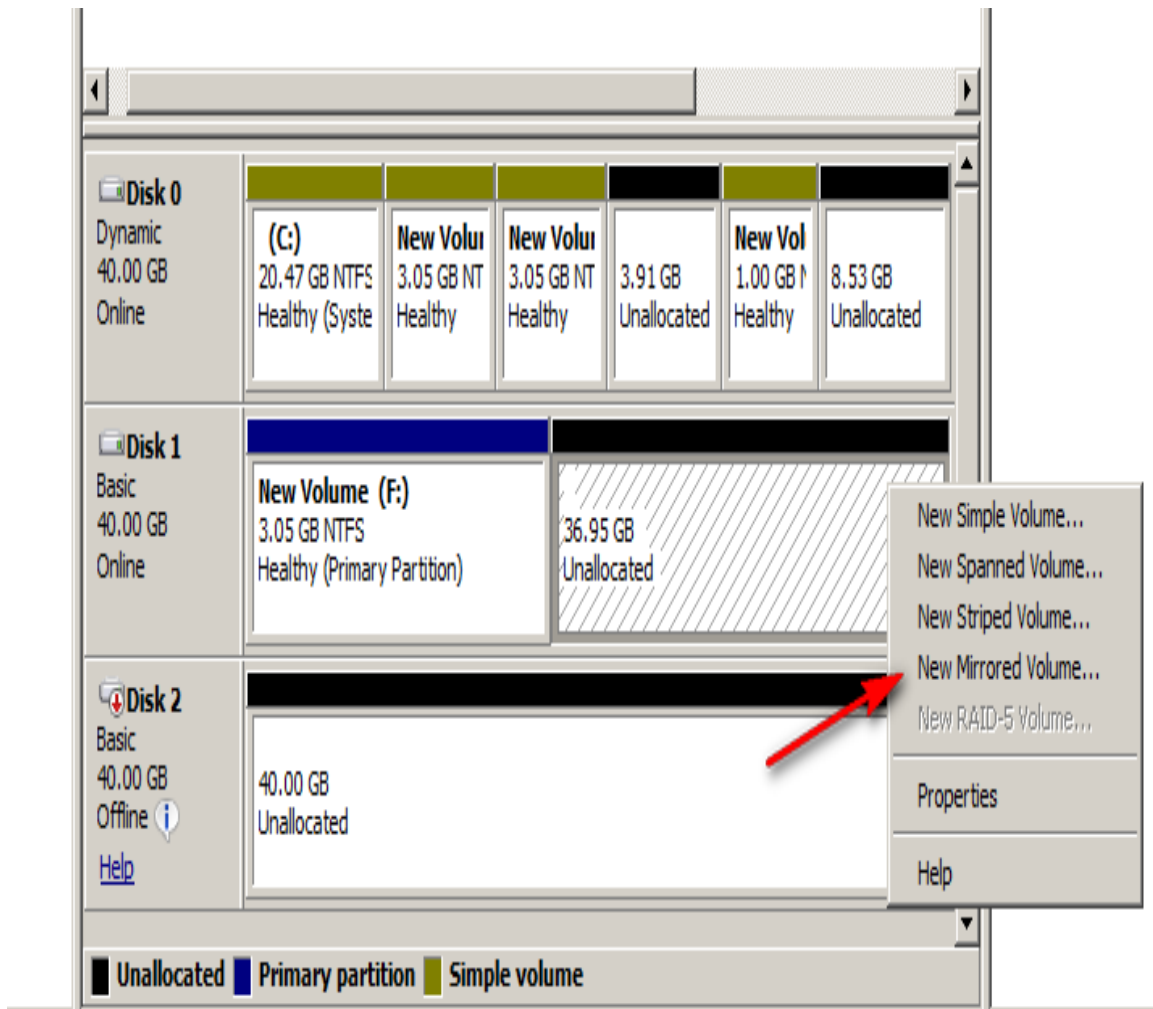 Disk 0
Dynamic
40.00 GB
Online
(C:)
20.47 GB NTFS
Healthy (Syste
New Volu
3.05 GB NT
Healthy
New Volu
3.05 GB NT
Healthy
3.91 GB
Unallocated
New Vol
1.00 GB
Healthy
8.53 GB
Unallocated
Disk 1
Basic
40.00 GB
Online
New Volume (F:)
3.05 GB NTFS
Healthy (Primary Partition)
36.95 GB
Unallocated
New Simple Volume...
New Spanned Volume...
New Striped Volume...
New Mirrored Volume...
New RAID-5 Volume...
Properties
Help
Disk 2
Basic
40.00 GB
Offline
Help
40.00 GB
Unallocated
Unallocated Primary partition Simple volume